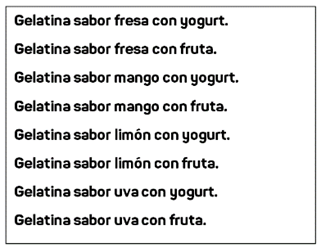 Gelatina sabor fresa con yogurt.
Gelatina sabor fresa con fruta.
Gelatina sabor mango con yogurt.
Gelatina sabor mango con fruta.
Gelatina sabor limón con yogurt.
Gelatina sabor limón con fruta.
Gelatina sabor uva con yogurt.
Gelatina sabor uva con fruta.